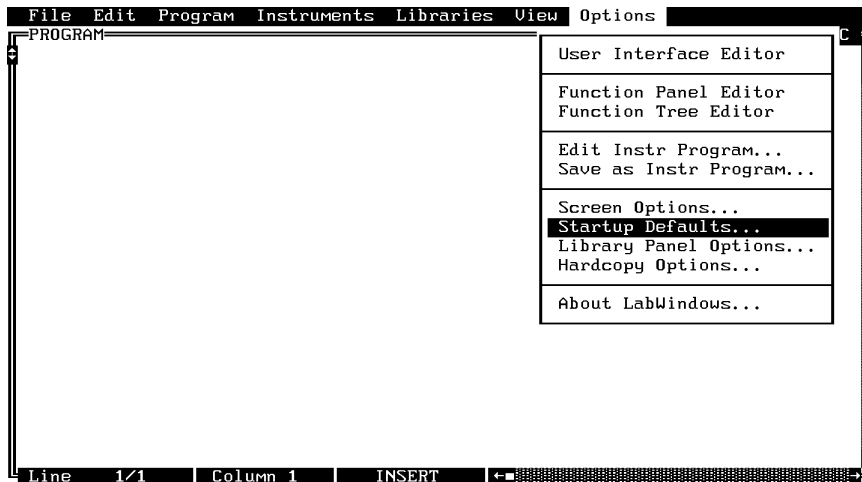 File Edit Program Instruments Libraries View Options
PROGRAM C
User Interface Editor
Function Panel Editor
Function Tree Editor
Edit Instr Program...
Save as Instr Program...
Screen Options...
Startup Defaults...
Library Panel Options...
Hardcopy Options...
About LabWindows...
Line 1/1 Column 1 INSERT